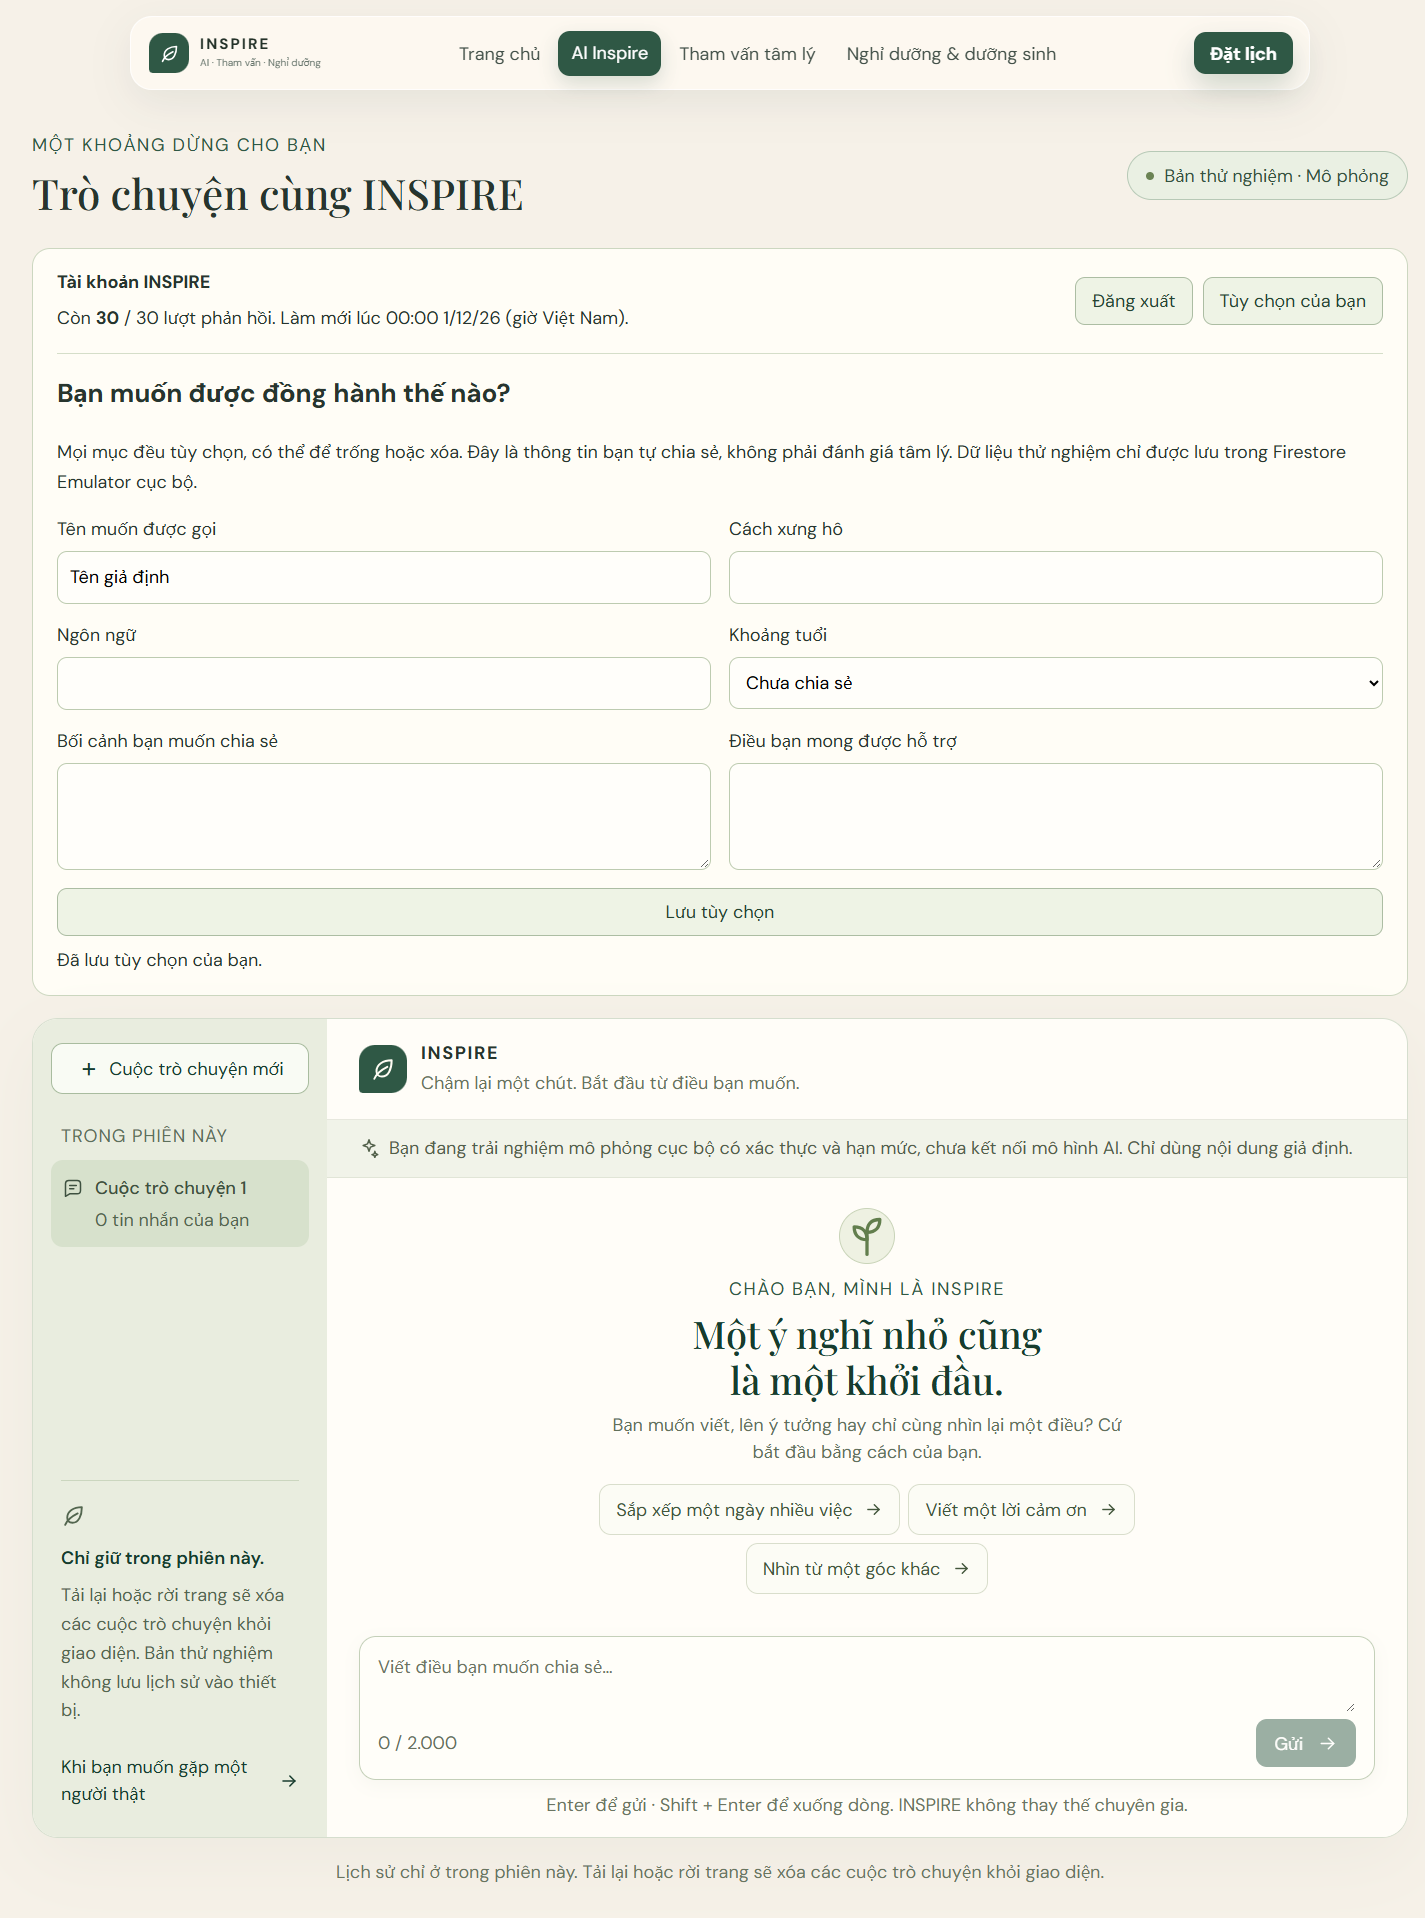 INSPIRE
AI · Tham vấn · Nghỉ dưỡng
Trang chủ
AI Inspire
Tham vấn tâm lý
Nghỉ dưỡng & dưỡng sinh
Đặt lịch
MỘT KHOẢNG DỪNG CHO BẠN
Trò chuyện cùng INSPIRE
Bản thử nghiệm · Mô phỏng
Tài khoản INSPIRE
Còn 30 / 30 lượt phản hồi. Làm mới lúc 00:00 1/12/26 (giờ Việt Nam).
Đăng xuất
Tùy chọn của bạn
Bạn muốn được đồng hành thế nào?
Mọi mục đều tùy chọn, có thể để trống hoặc xóa. Đây là thông tin bạn tự chia sẻ, không phải đánh giá tâm lý. Dữ liệu thử nghiệm chỉ được lưu trong Firestore
Emulator cục bộ.
Tên muốn được gọi
Cách xưng hô
Tên giả định
Ngôn ngữ
Khoảng tuổi
Chưa chia sẻ
Bối cảnh bạn muốn chia sẻ
Điều bạn mong được hỗ trợ
Lưu tùy chọn
Đã lưu tùy chọn của bạn.
+ Cuộc trò chuyện mới
TRONG PHIÊN NÀY
Cuộc trò chuyện 1
0 tin nhắn của bạn
Chỉ giữ trong phiên này.
Tải lại hoặc rời trang sẽ xóa
các cuộc trò chuyện khỏi
giao diện. Bản thử nghiệm
không lưu lịch sử vào thiết
bị.
Khi bạn muốn gặp một
người thật →
INSPIRE
Chậm lại một chút. Bắt đầu từ điều bạn muốn.
Bạn đang trải nghiệm mô phỏng cục bộ có xác thực và hạn mức, chưa kết nối mô hình AI. Chỉ dùng nội dung giả định.
CHÀO BẠN, MÌNH LÀ INSPIRE
Một ý nghĩ nhỏ cũng
là một khởi đầu.
Bạn muốn viết, lên ý tưởng hay chỉ cùng nhìn lại một điều? Cứ
bắt đầu bằng cách của bạn.
Sắp xếp một ngày nhiều việc →
Viết một lời cảm ơn →
Nhìn từ một góc khác →
Viết điều bạn muốn chia sẻ...
0 / 2.000
Gửi →
Enter để gửi · Shift + Enter để xuống dòng. INSPIRE không thay thế chuyên gia.
Lịch sử chỉ ở trong phiên này. Tải lại hoặc rời trang sẽ xóa các cuộc trò chuyện khỏi giao diện.